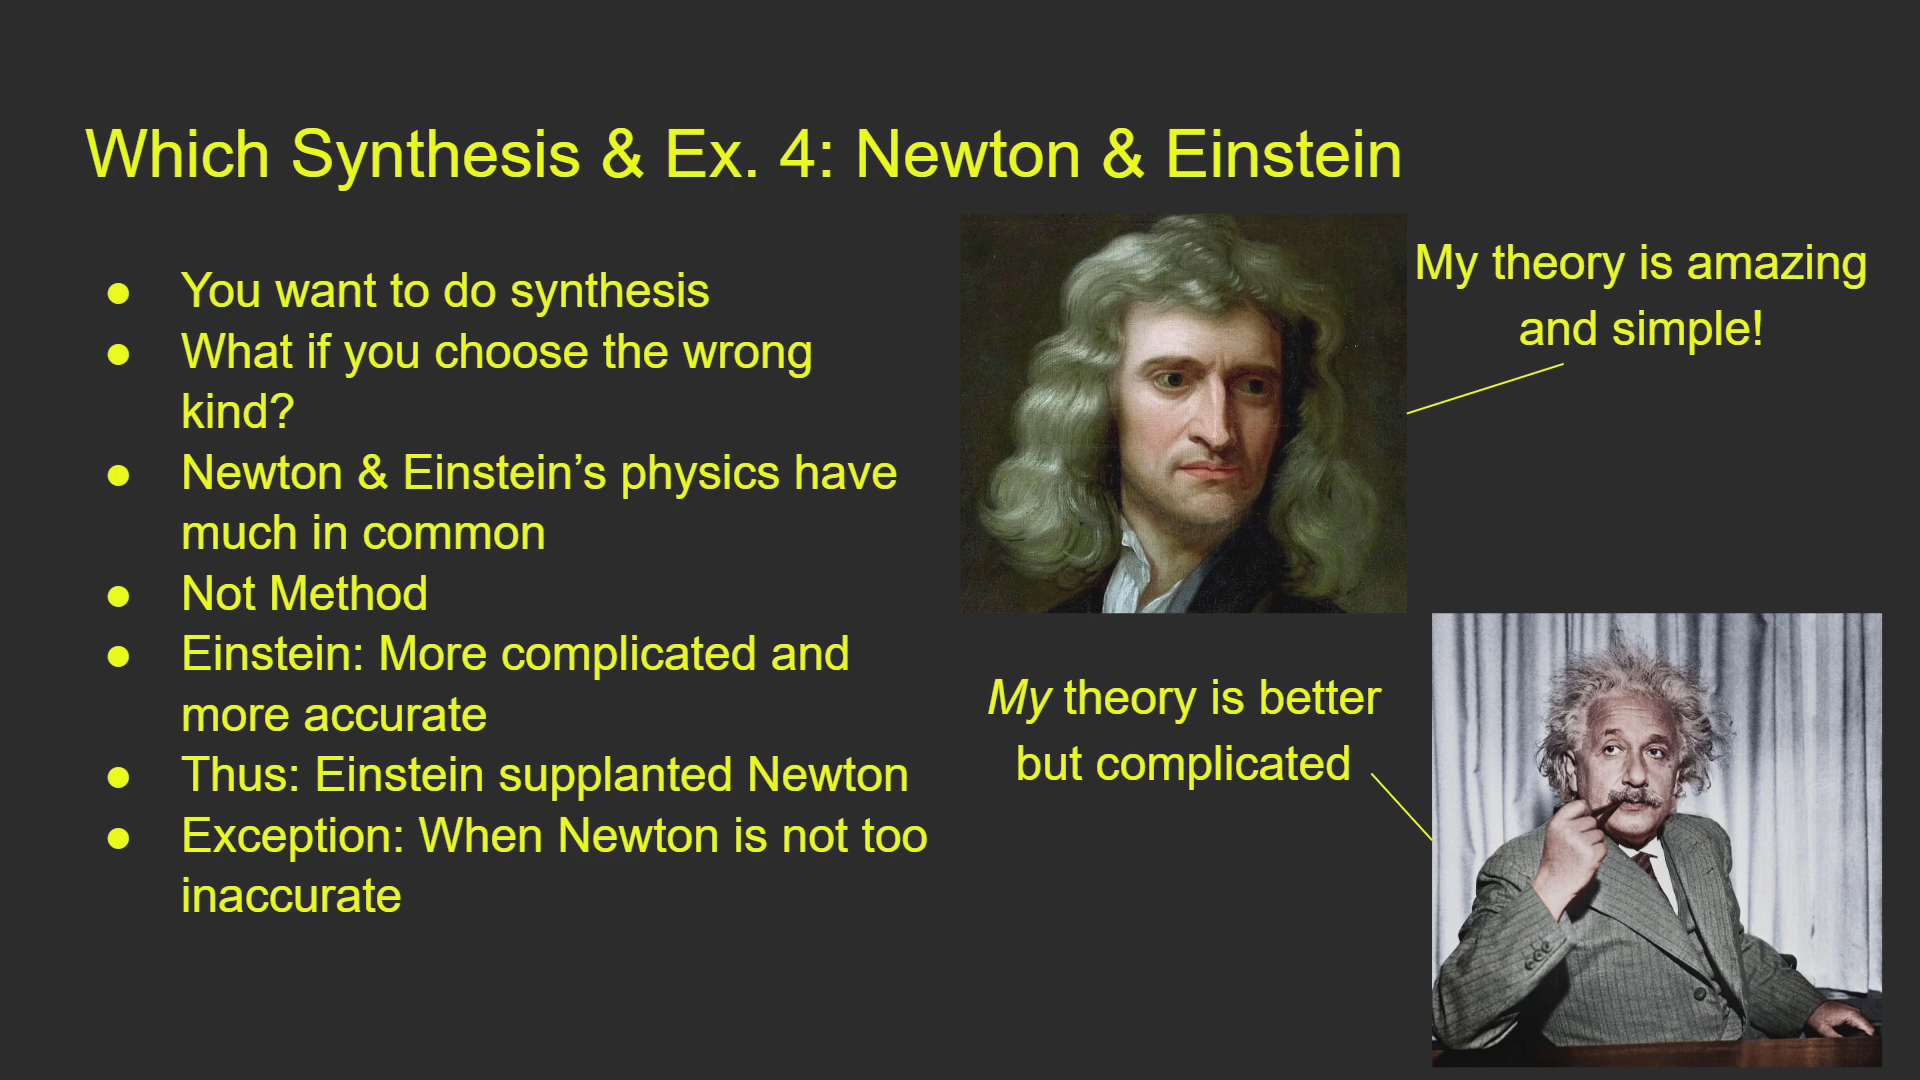 Which Synthesis & Ex. 4: Newton & Einstein
● You want to do synthesis
● What if you choose the wrong
kind?
● Newton & Einstein’s physics have
much in common
● Not Method
● Einstein: More complicated and
more accurate
● Thus: Einstein supplanted Newton
● Exception: When Newton is not too
inaccurate
My theory is amazing
and simple!
My theory is better
but complicated